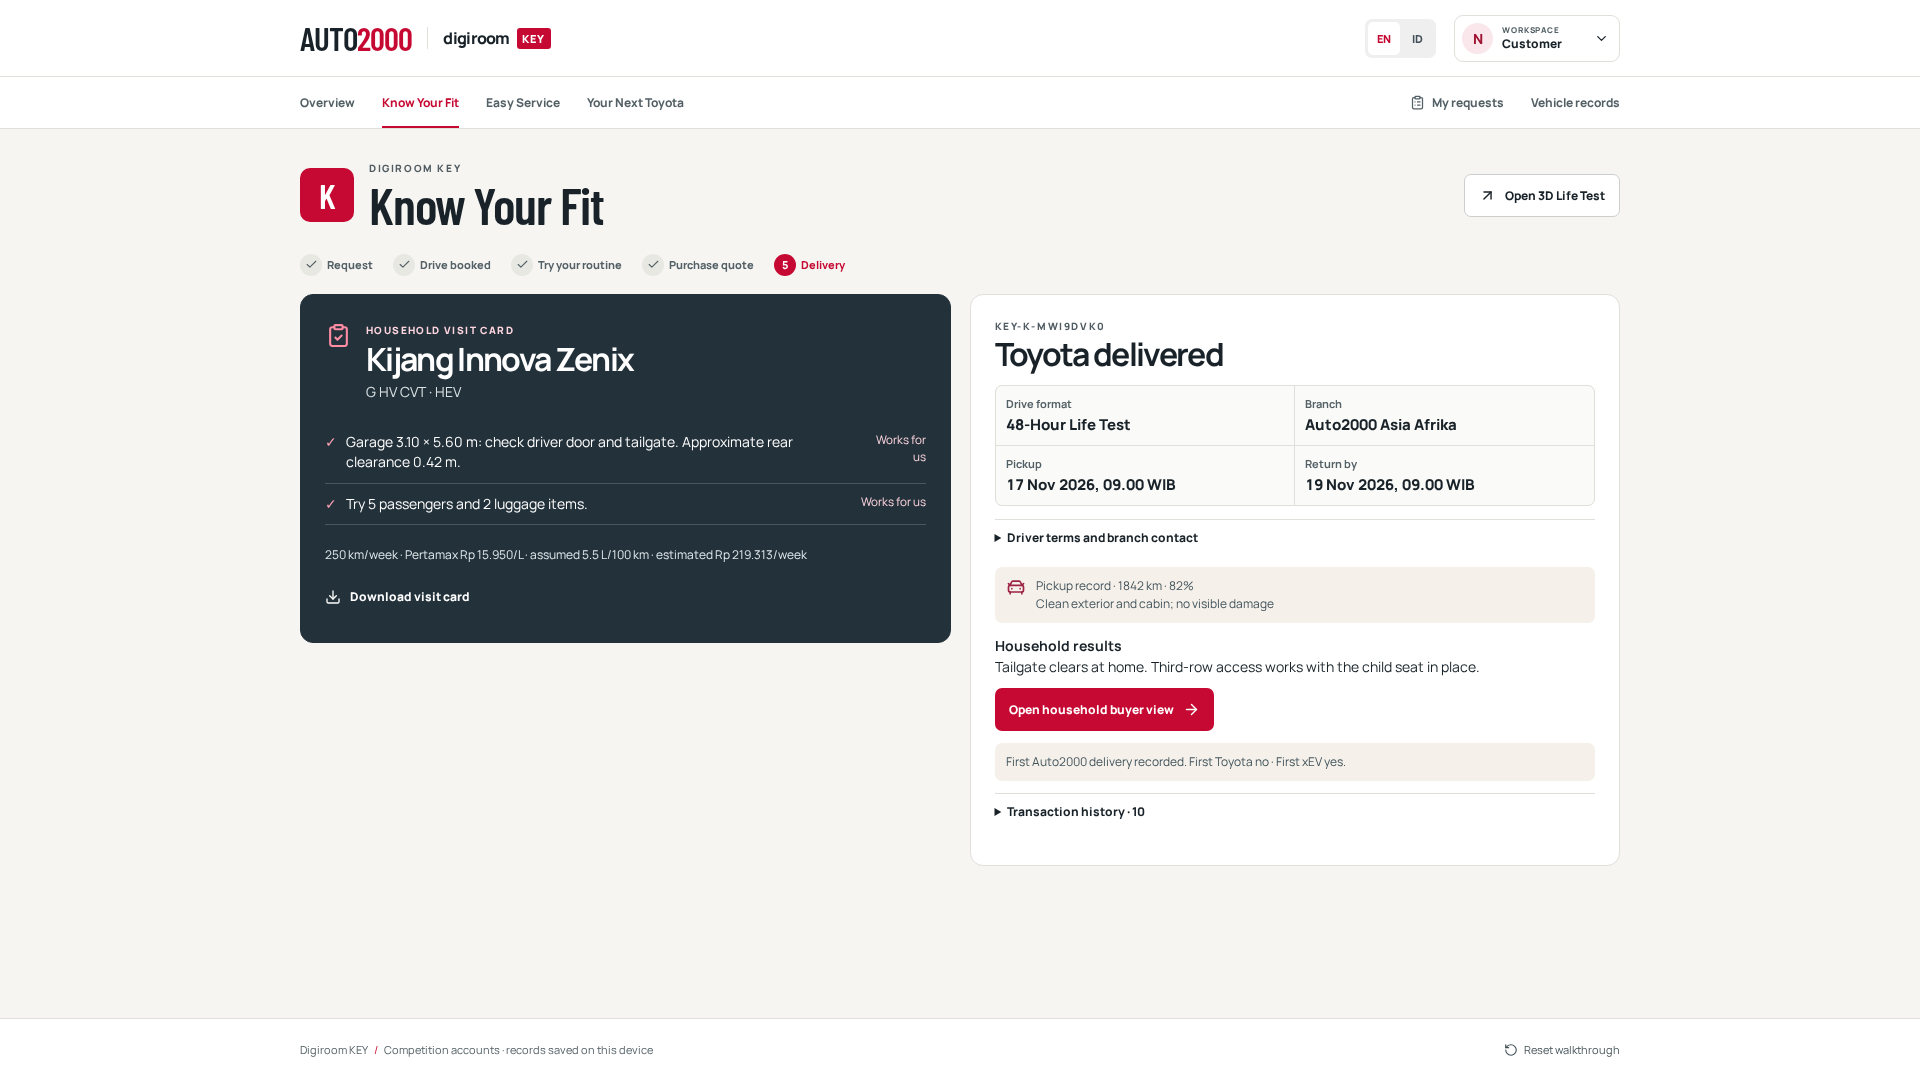 AUTO2000
digiroom KEY
EN ID
N
WORKSPACE
Customer
Overview
Know Your Fit
Easy Service
Your Next Toyota
My requests
Vehicle records
K
DIGIROOM KEY
Know Your Fit
Open 3D Life Test
Request
Drive booked
Try your routine
Purchase quote
5 Delivery
HOUSEHOLD VISIT CARD
Kijang Innova Zenix
G HV CVT · HEV
✓ Garage 3.10 × 5.60 m: check driver door and tailgate. Approximate rear
clearance 0.42 m.
Works for
us
✓ Try 5 passengers and 2 luggage items.
Works for us
250 km/week · Pertamax Rp 15.950/L · assumed 5.5 L/100 km · estimated Rp 219.313/week
Download visit card
KEY-K-MWI9DVK0
Toyota delivered
Drive format
48-Hour Life Test
Branch
Auto2000 Asia Afrika
Pickup
17 Nov 2026, 09.00 WIB
Return by
19 Nov 2026, 09.00 WIB
Driver terms and branch contact
Pickup record · 1842 km · 82%
Clean exterior and cabin; no visible damage
Household results
Tailgate clears at home. Third-row access works with the child seat in place.
Open household buyer view
First Auto2000 delivery recorded. First Toyota no · First xEV yes.
Transaction history · 10
Digiroom KEY / Competition accounts · records saved on this device
Reset walkthrough